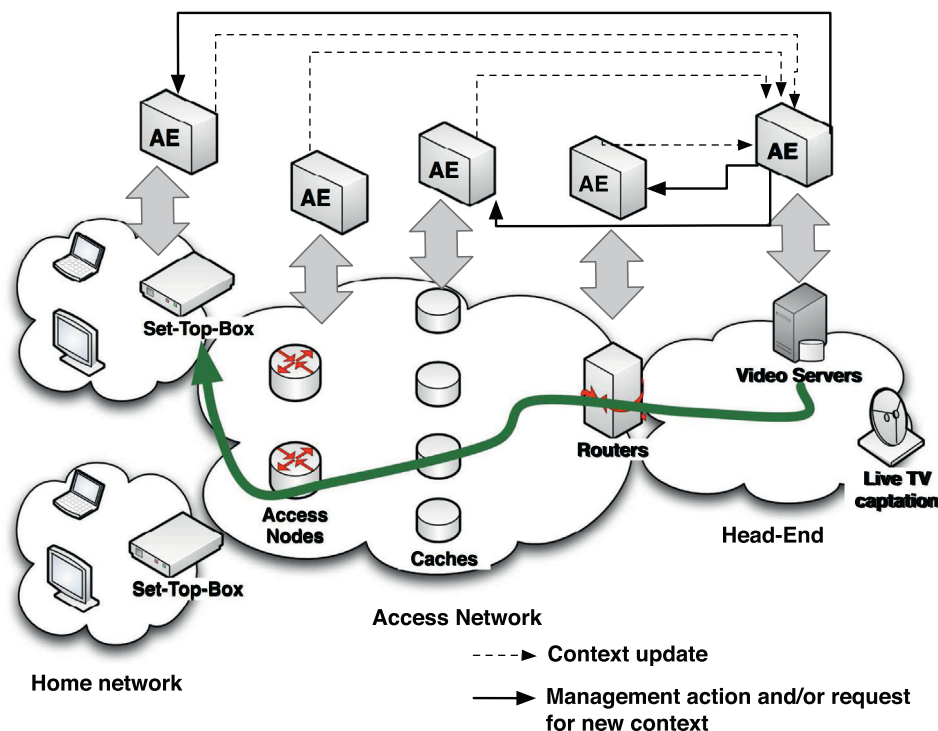 AE
AE
AE
AE
AE
Set-Top-Box
Video Servers
Routers
Live TV
captation
Access
Nodes
Head-End
Caches
Set-Top-Box
Access Network
Context update
Home network
Management action and/or request
for new context